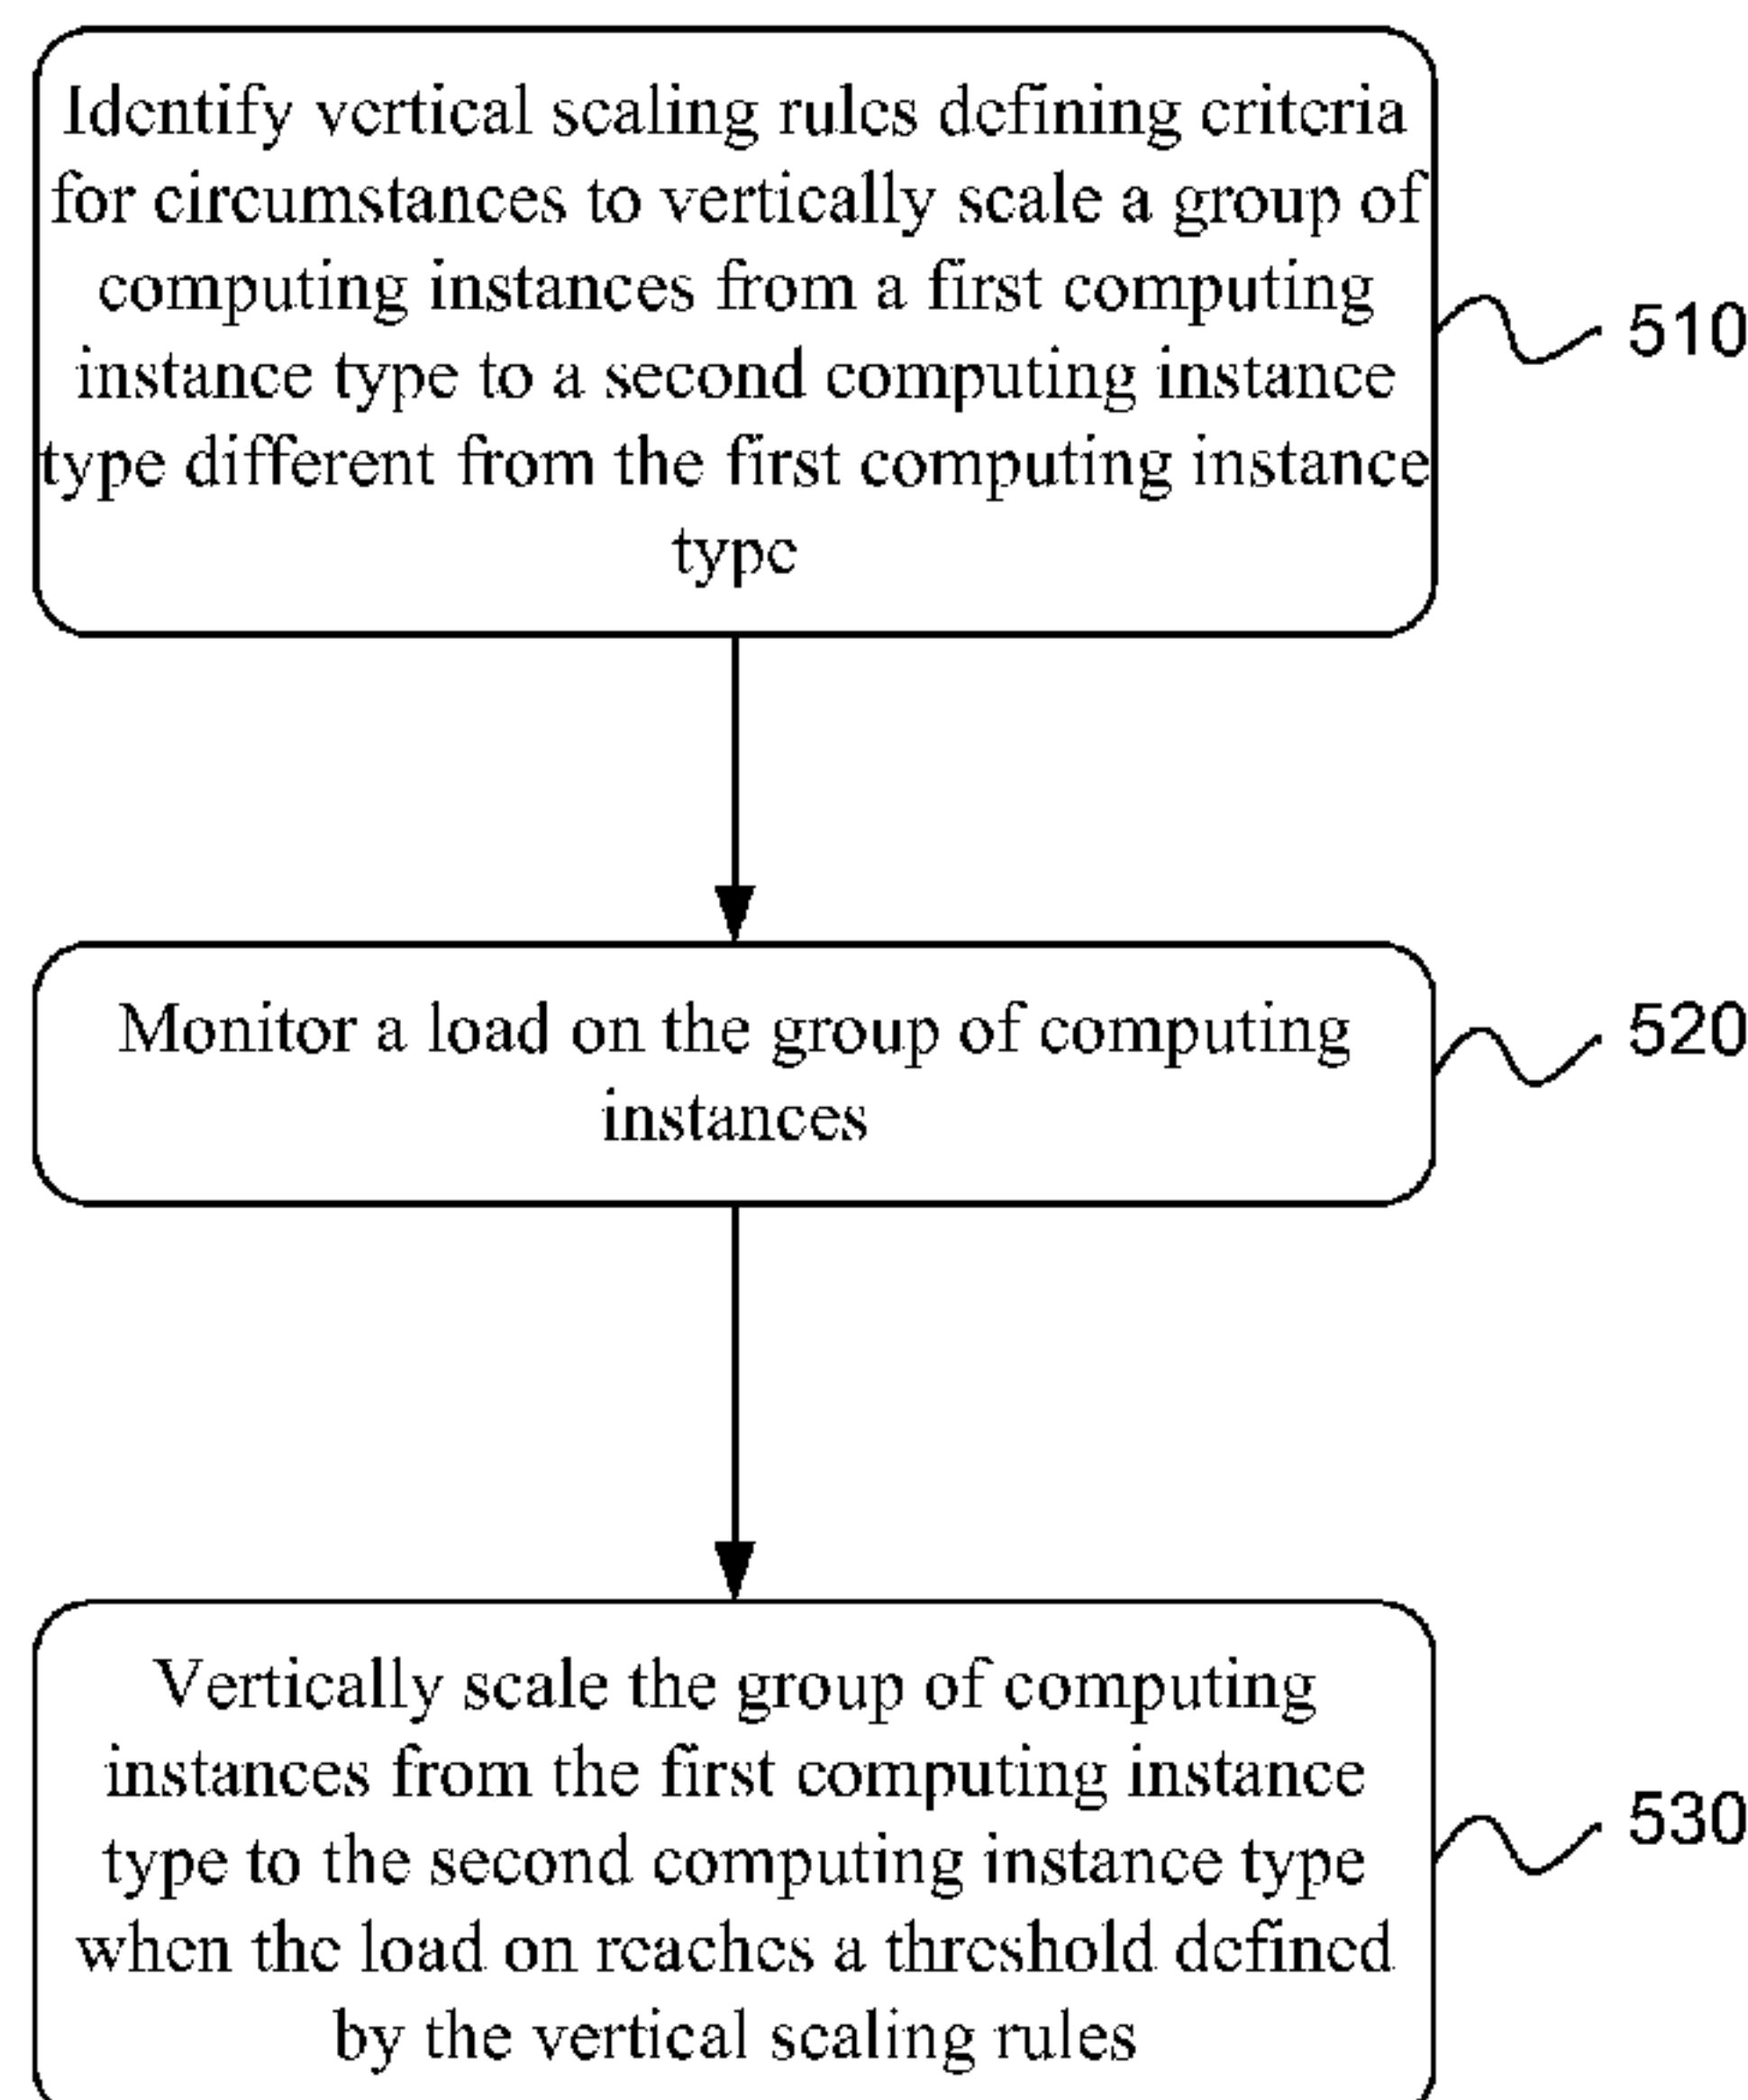 Identify vertical scaling rules defining criteria
for circumstances to vertically scale a group of
computing instances from a first computing
instance type to a second computing instance
type different from the first computing instance
type
510
Monitor a load on the group of computing
instances
520
Vertically scale the group of computing
instances from the first computing instance
type to the second computing instance type
when the load on reaches a threshold defined
by the vertical scaling rules
530